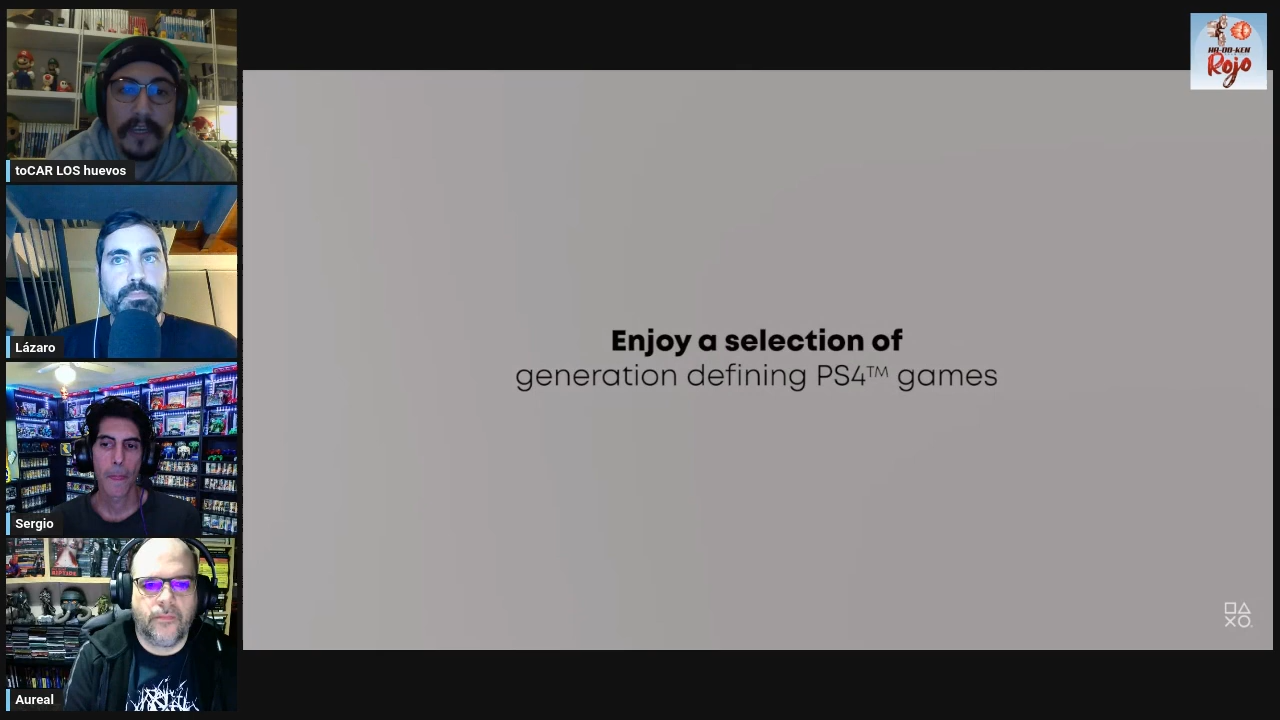 toCAR LOS huevos
Lázaro
Sergio
Aureal
HA-DO-KEN
Rojo
Enjoy a selection of
generation defining PS4™ games